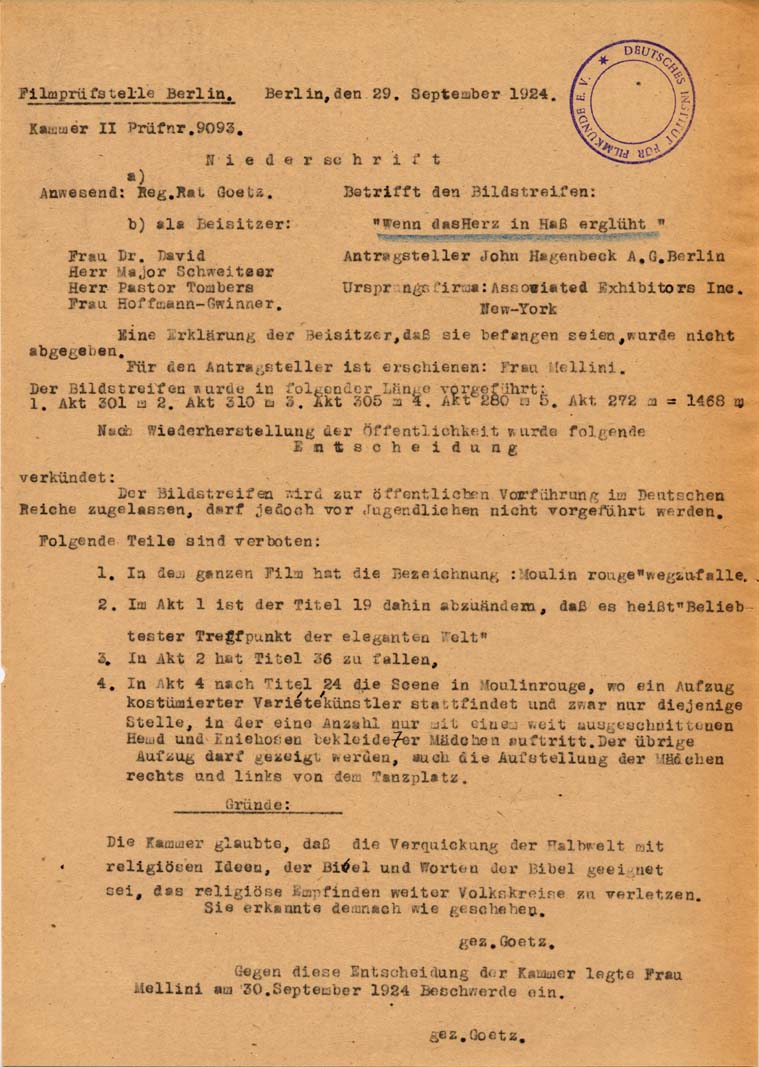 DEUTSCHES INSTITUT FÜR FILMKUNDE E.V. *
Filmprüfstelle Berlin. Berlin,den 29. September 1924.
Kammer II Prüfnr.9093.
N i e d e r s c h r i f t
a)
Anwesend: Reg.Rat Goetz. Betrifft den Bildstreifen:
b) als Beisitzer: "Wenn dasHerz in Haß erglüht "
Frau Dr. David Antragsteller John Hagenbeck A.G.Berlin
Herr Major Schweitzer
Herr Pastor Tombers Ursprungsfirma:Assowiated Exhibitors Inc.
Frau Hoffmann-Gwinner. New-York
Eine Erklärung der Beisitzer,daß sie befangen seien,wurde nicht
abgegeben.
Für den Antragsteller ist erschienen: Frau Mellini.
Der Bildstreifen wurde in folgender Länge vorgeführt:
1. Akt 301 m 2. Akt 310 m 3. Akt 305 m 4. Akt 280 m 5. Akt 272 m = 1468 m
Nach Wiederherstellung der Öffentlichkeit wurde folgende
E n t s c h e i d u n g
verkündet:
Der Bildstreifen wird zur öffentlichen Vorführung im Deutschen
Reiche zugelassen, darf jedoch vor Jugendlichen nicht vorgeführt werden.
Folgende Teile sind verboten:
1. In dem ganzen Film hat die Bezeichnung :Moulin rouge"wegzufalle.
2. Im Akt 1 ist der Titel 19 dahin abzuändern, daß es heißt"Belieb-
tester Treffpunkt der eleganten Welt"
3. In Akt 2 hat Titel 36 zu fallen,
4. In Akt 4 nach Titel 24 die Scene in Moulinrouge, wo ein Aufzug
kostümierter Variétékünstler stattfindet und zwar nur diejenige
Stelle, in der eine Anzahl nur mit einem weit ausgeschnittenen
Hemd und Kniehosen bekleideter Mädchen auftritt.Der übrige
Aufzug darf gezeigt werden, auch die Aufstellung der Mädchen
rechts und links von dem Tanzplatz.
Gründe:
Die Kammer glaubte, daß die Verquickung der Halbwelt mit
religiösen Ideen, der Bibel und Worten der Bibel geeignet
sei, das religiöse Empfinden weiter Volkskreise zu verletzen.
Sie erkannte demnach wie geschehen.
gez.Goetz.
Gegen diese Entscheidung der Kammer legte Frau
Mellini am 30.September 1924 Beschwerde ein.
gez.Goetz.